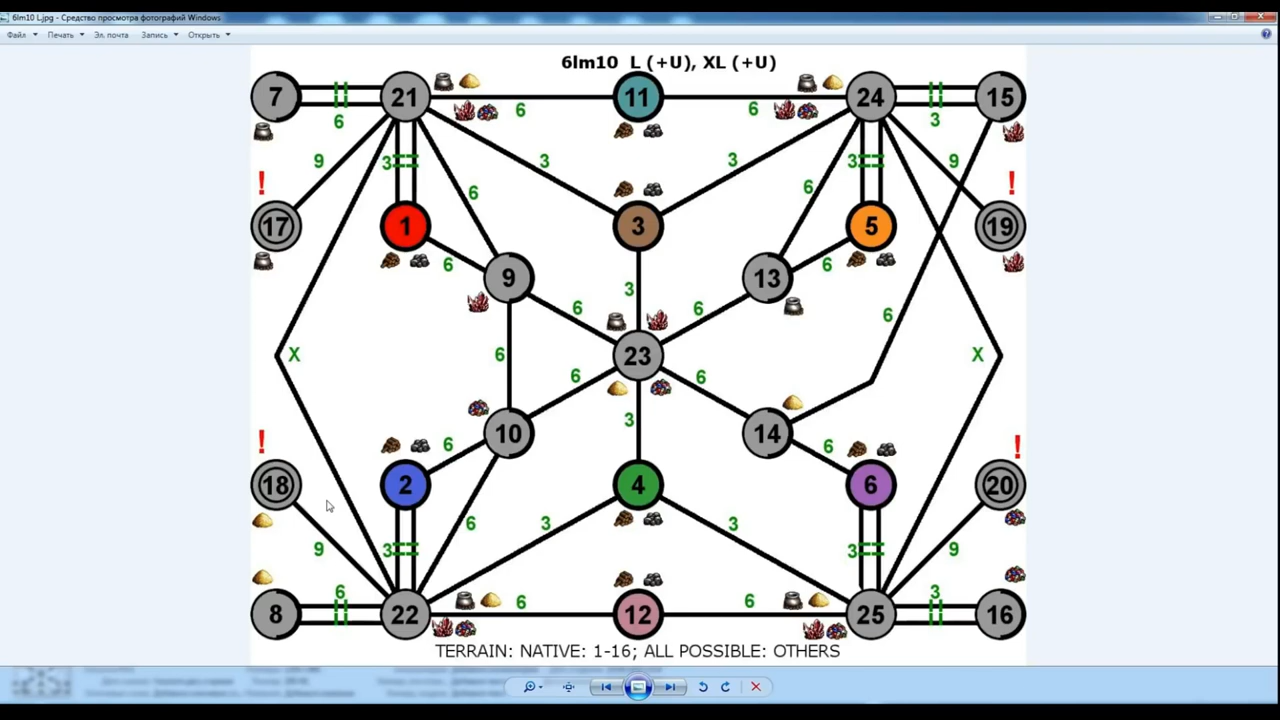 6lm10 L.jpg - Средство просмотра фотографий Windows
Файл Печать Эл. почта Запись Открыть
6lm10 L (+U), XL (+U)
7 21 11 24 15
6 6 6 3
9 3 6 3 3 6 3 9
! !
17 1 3 5 19
6 9 6 3 6 13 6 6
X 6 23 X
6 6
3
! 10 6 14 6 !
18 2 4 6 20
9 3 6 3 3 3 9
6 6 6 3
8 22 12 25 16
TERRAIN: NATIVE: 1-16; ALL POSSIBLE: OTHERS